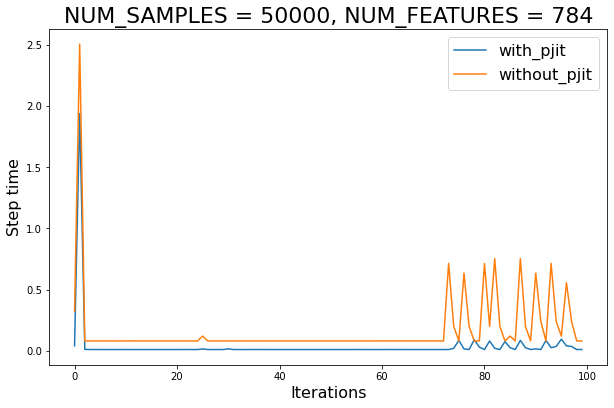 NUM_SAMPLES = 50000, NUM_FEATURES = 784
with_pjit
without_pjit
2.5
2.0
1.5
1.0
0.5
0.0
Step time
0 20 40 60 80 100
Iterations